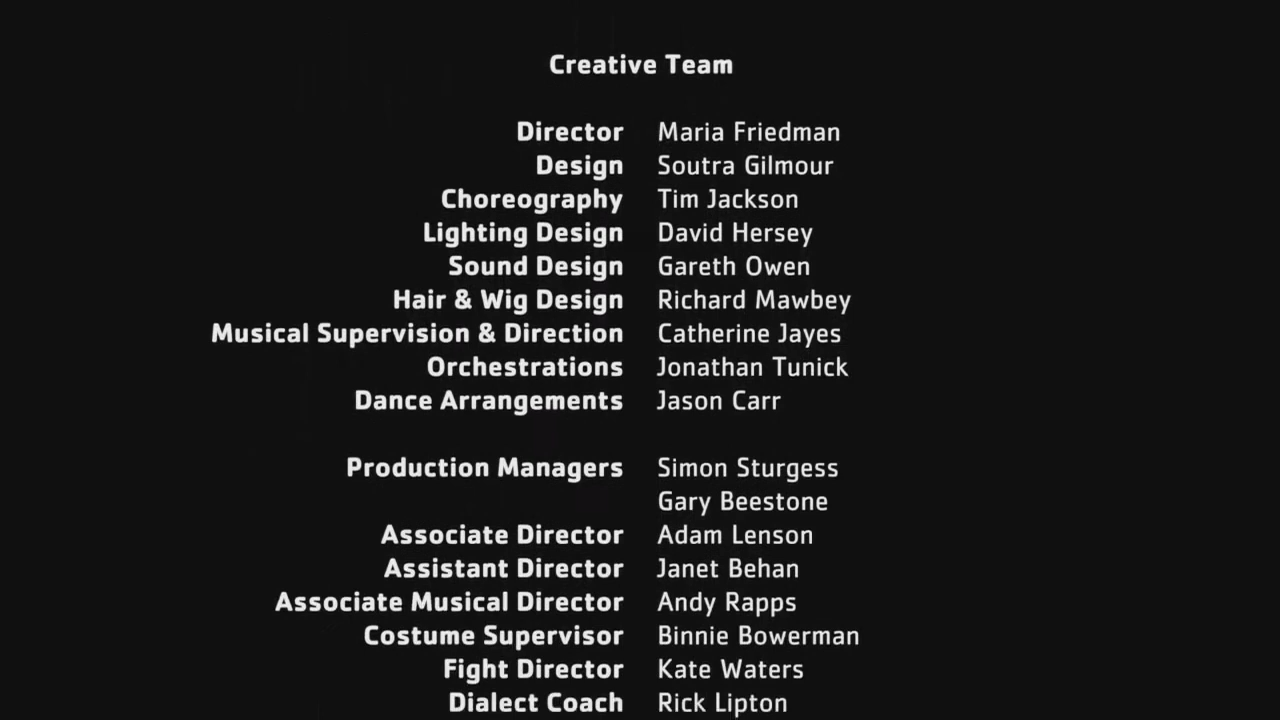 Creative Team
Director Maria Friedman
Design Soutra Gilmour
Choreography Tim Jackson
Lighting Design David Hersey
Sound Design Gareth Owen
Hair & Wig Design Richard Mawbey
Musical Supervision & Direction Catherine Jayes
Orchestrations Jonathan Tunick
Dance Arrangements Jason Carr
Production Managers Simon Sturgess
Gary Beestone
Associate Director Adam Lenson
Assistant Director Janet Behan
Associate Musical Director Andy Rapps
Costume Supervisor Binnie Bowerman
Fight Director Kate Waters
Dialect Coach Rick Lipton